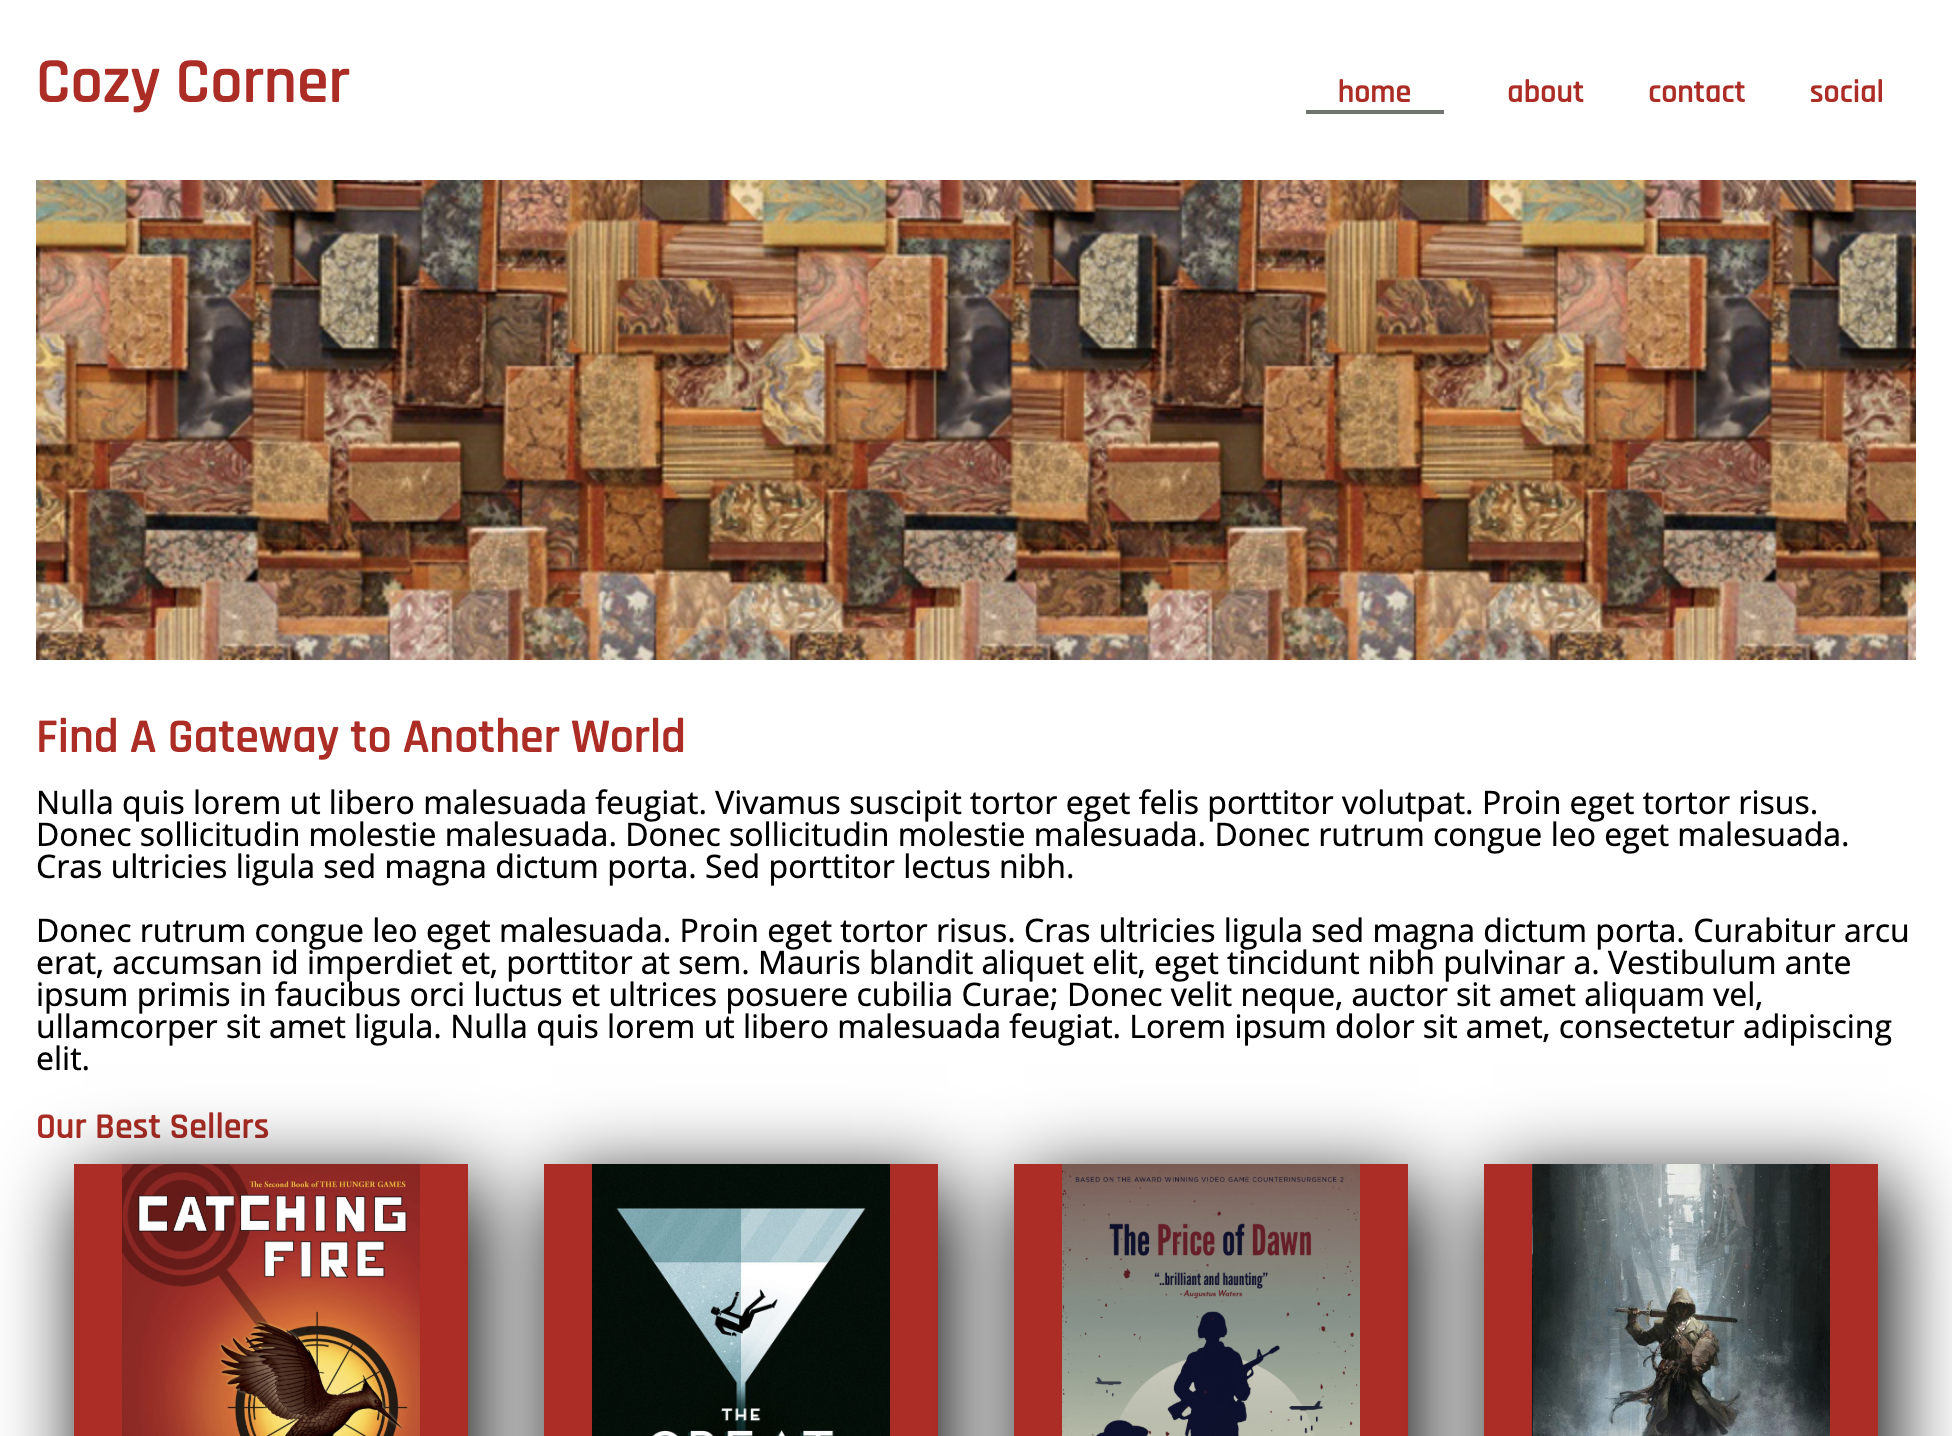 Cozy Corner
home about contact social
Find A Gateway to Another World
Nulla quis lorem ut libero malesuada feugiat. Vivamus suscipit tortor eget felis porttitor volutpat. Proin eget tortor risus.
Donec sollicitudin molestie malesuada. Donec sollicitudin molestie malesuada. Donec rutrum congue leo eget malesuada.
Cras ultricies ligula sed magna dictum porta. Sed porttitor lectus nibh.
Donec rutrum congue leo eget malesuada. Proin eget tortor risus. Cras ultricies ligula sed magna dictum porta. Curabitur arcu
erat, accumsan id imperdiet et, porttitor at sem. Mauris blandit aliquet elit, eget tincidunt nibh pulvinar a. Vestibulum ante
ipsum primis in faucibus orci luctus et ultrices posuere cubilia Curae; Donec velit neque, auctor sit amet aliquam vel,
ullamcorper sit amet ligula. Nulla quis lorem ut libero malesuada feugiat. Lorem ipsum dolor sit amet, consectetur adipiscing
elit.
Our Best Sellers
The Second Book of THE HUNGER GAMES
CATCHING
FIRE
THE
GREAT
BASED ON THE AWARD WINNING VIDEO GAME COUNTERINSURGENCE 2
The Price of Dawn
“..brilliant and haunting”
- Augustus Waters